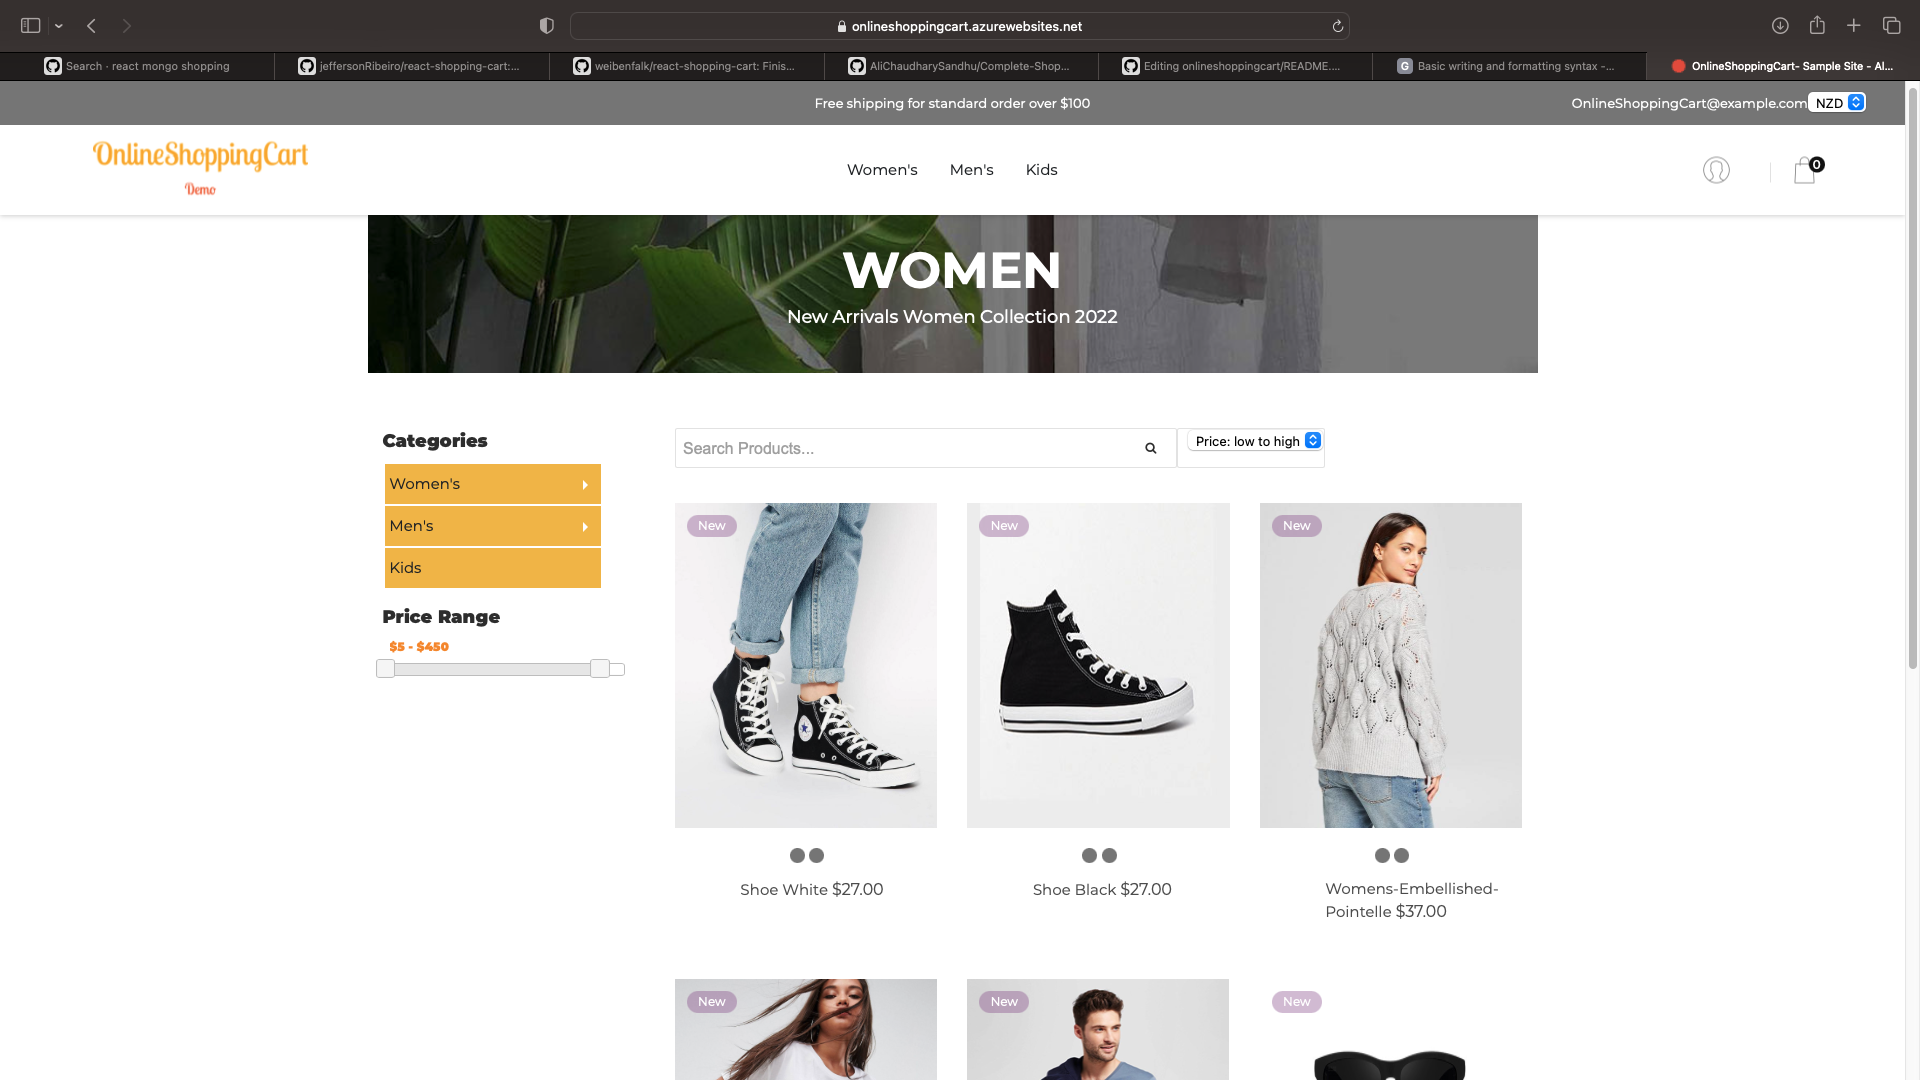 onlineshoppingcart.azurewebsites.net
Search · react mongo shopping
jeffersonRibeiro/react-shopping-cart:...
weibenfalk/react-shopping-cart: Finis...
AliChaudharySandhu/Complete-Shop...
Editing onlineshoppingcart/README....
G
Basic writing and formatting syntax -...
OnlineShoppingCart- Sample Site - Al...
Free shipping for standard order over $100
OnlineShoppingCart@example.com
NZD
OnlineShoppingCart
Demo
Women's
Men's
Kids
0
WOMEN
New Arrivals Women Collection 2022
Categories
Women's
Men's
Kids
Price Range
$5 - $450
Search Products...
Price: low to high
New
New
New
Shoe White $27.00
Shoe Black $27.00
Womens-Embellished-
Pointelle $37.00
New
New
New